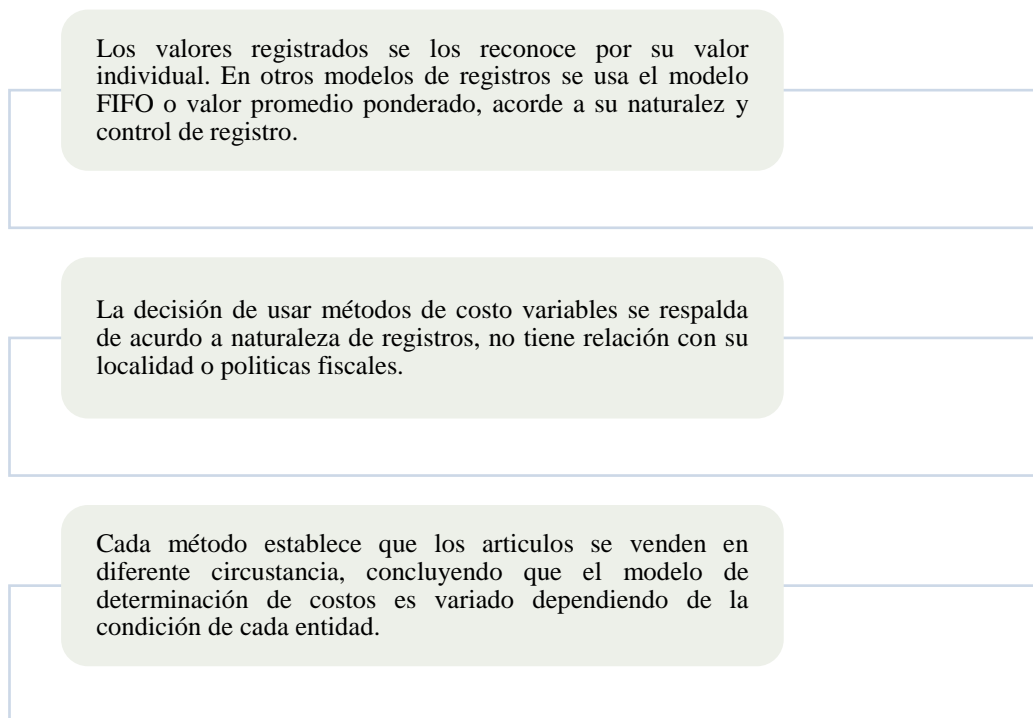 Los valores registrados se los reconoce por su valor
individual. En otros modelos de registros se usa el modelo
FIFO o valor promedio ponderado, acorde a su naturalez y
control de registro.
La decisión de usar métodos de costo variables se respalda
de acurdo a naturaleza de registros, no tiene relación con su
localidad o politicas fiscales.
Cada método establece que los articulos se venden en
diferente circustancia, concluyendo que el modelo de
determinación de costos es variado dependiendo de la
condición de cada entidad.